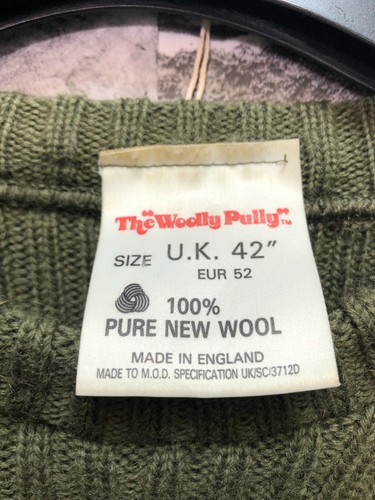 The "Woolly Pully"™
SIZE U.K. 42"
EUR 52
100%
PURE NEW WOOL
MADE IN ENGLAND
MADE TO M.O.D. SPECIFICATION UK/SC/3712D